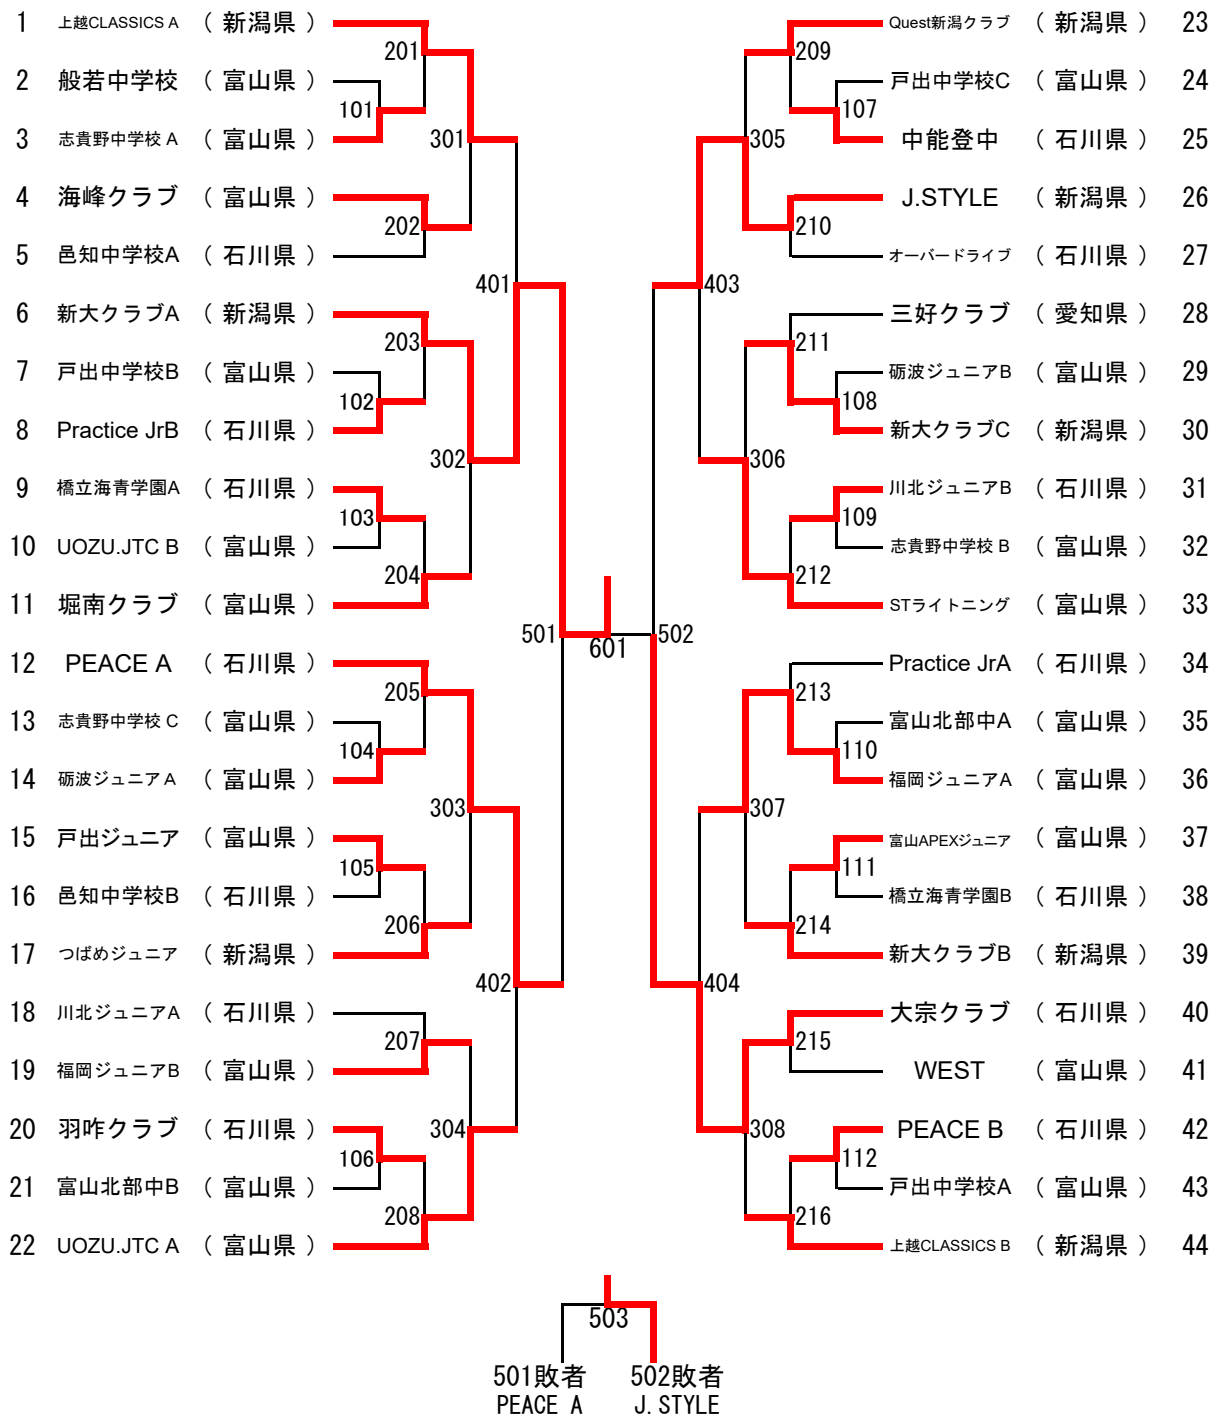 1 上越CLASSICS A （ 新潟県 ）
201
2 般若中学校 （ 富山県 ）
101
3 志貴野中学校 A （ 富山県 ）
301
4 海峰クラブ （ 富山県 ）
202
5 邑知中学校A （ 石川県 ）
401
6 新大クラブA （ 新潟県 ）
203
7 戸出中学校B （ 富山県 ）
102
8 Practice JrB （ 石川県 ）
302
9 橋立海青学園A （ 石川県 ）
103
10 UOZU.JTC B （ 富山県 ）
204
11 堀南クラブ （ 富山県 ）
501
12 PEACE A （ 石川県 ）
205
13 志貴野中学校 C （ 富山県 ）
104
14 砺波ジュニアA （ 富山県 ）
303
15 戸出ジュニア （ 富山県 ）
105
16 邑知中学校B （ 石川県 ）
206
17 つばめジュニア （ 新潟県 ）
402
18 川北ジュニアA （ 石川県 ）
207
19 福岡ジュニアB （ 富山県 ）
20 羽咋クラブ （ 石川県 ）
304
106
21 富山北部中B （ 富山県 ）
208
22 UOZU.JTC A （ 富山県 ）
601
Quest新潟クラブ （ 新潟県 ） 23
209
戸出中学校C （ 富山県 ） 24
107
中能登中 （ 石川県 ） 25
305
J.STYLE （ 新潟県 ） 26
210
オーバードライブ （ 石川県 ） 27
403
三好クラブ （ 愛知県 ） 28
211
砺波ジュニアB （ 富山県 ） 29
108
新大クラブC （ 新潟県 ） 30
306
川北ジュニアB （ 石川県 ） 31
109
志貴野中学校 B （ 富山県 ） 32
212
STライトニング （ 富山県 ） 33
502
Practice JrA （ 石川県 ） 34
213
富山北部中A （ 富山県 ） 35
110
福岡ジュニアA （ 富山県 ） 36
307
富山APEXジュニア （ 富山県 ） 37
111
橋立海青学園B （ 石川県 ） 38
214
新大クラブB （ 新潟県 ） 39
404
大宗クラブ （ 石川県 ） 40
215
WEST （ 富山県 ） 41
308
PEACE B （ 石川県 ） 42
112
戸出中学校A （ 富山県 ） 43
216
上越CLASSICS B （ 新潟県 ） 44
503
501敗者 502敗者
PEACE A J.STYLE